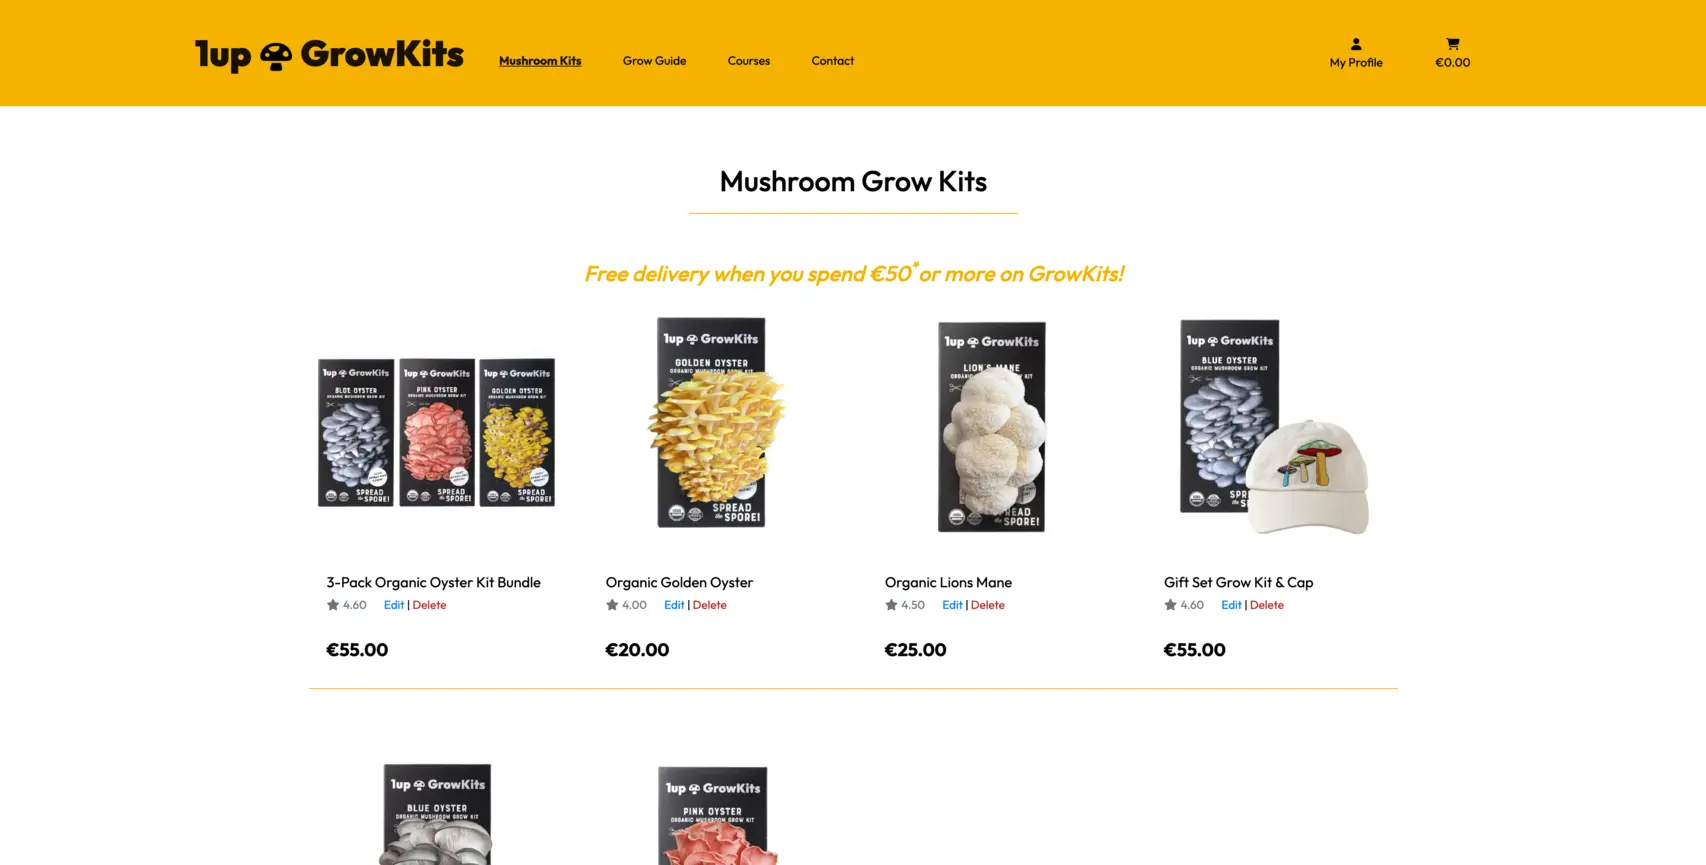 1up GrowKits
Mushroom Kits
Grow Guide
Courses
Contact
My Profile
€0.00
Mushroom Grow Kits
Free delivery when you spend €50* or more on GrowKits!
1up GrowKits
BLUE OYSTER
ORGANIC MUSHROOM GROW KIT
SPREAD
the SPORE!
1up GrowKits
PINK OYSTER
ORGANIC MUSHROOM GROW KIT
SPREAD
the SPORE!
1up GrowKits
GOLDEN OYSTER
ORGANIC MUSHROOM GROW KIT
SPREAD
the SPORE!
1up GrowKits
GOLDEN OYSTER
ORGANIC MUSHROOM GROW KIT
SPREAD
the SPORE!
1up GrowKits
LION'S MANE
KIT
READ
SPORE!
1up GrowKits
BLUE OYSTER
ORGANIC MUSHROOM GROW KIT
3-Pack Organic Oyster Kit Bundle
4.60 Edit | Delete
€55.00
Organic Golden Oyster
4.00 Edit | Delete
€20.00
Organic Lions Mane
4.50 Edit | Delete
€25.00
Gift Set Grow Kit & Cap
4.60 Edit | Delete
€55.00
1up GrowKits
BLUE OYSTER
ORGANIC MUSHROOM GROW KIT
1up GrowKits
PINK OYSTER
ORGANIC MUSHROOM GROW KIT